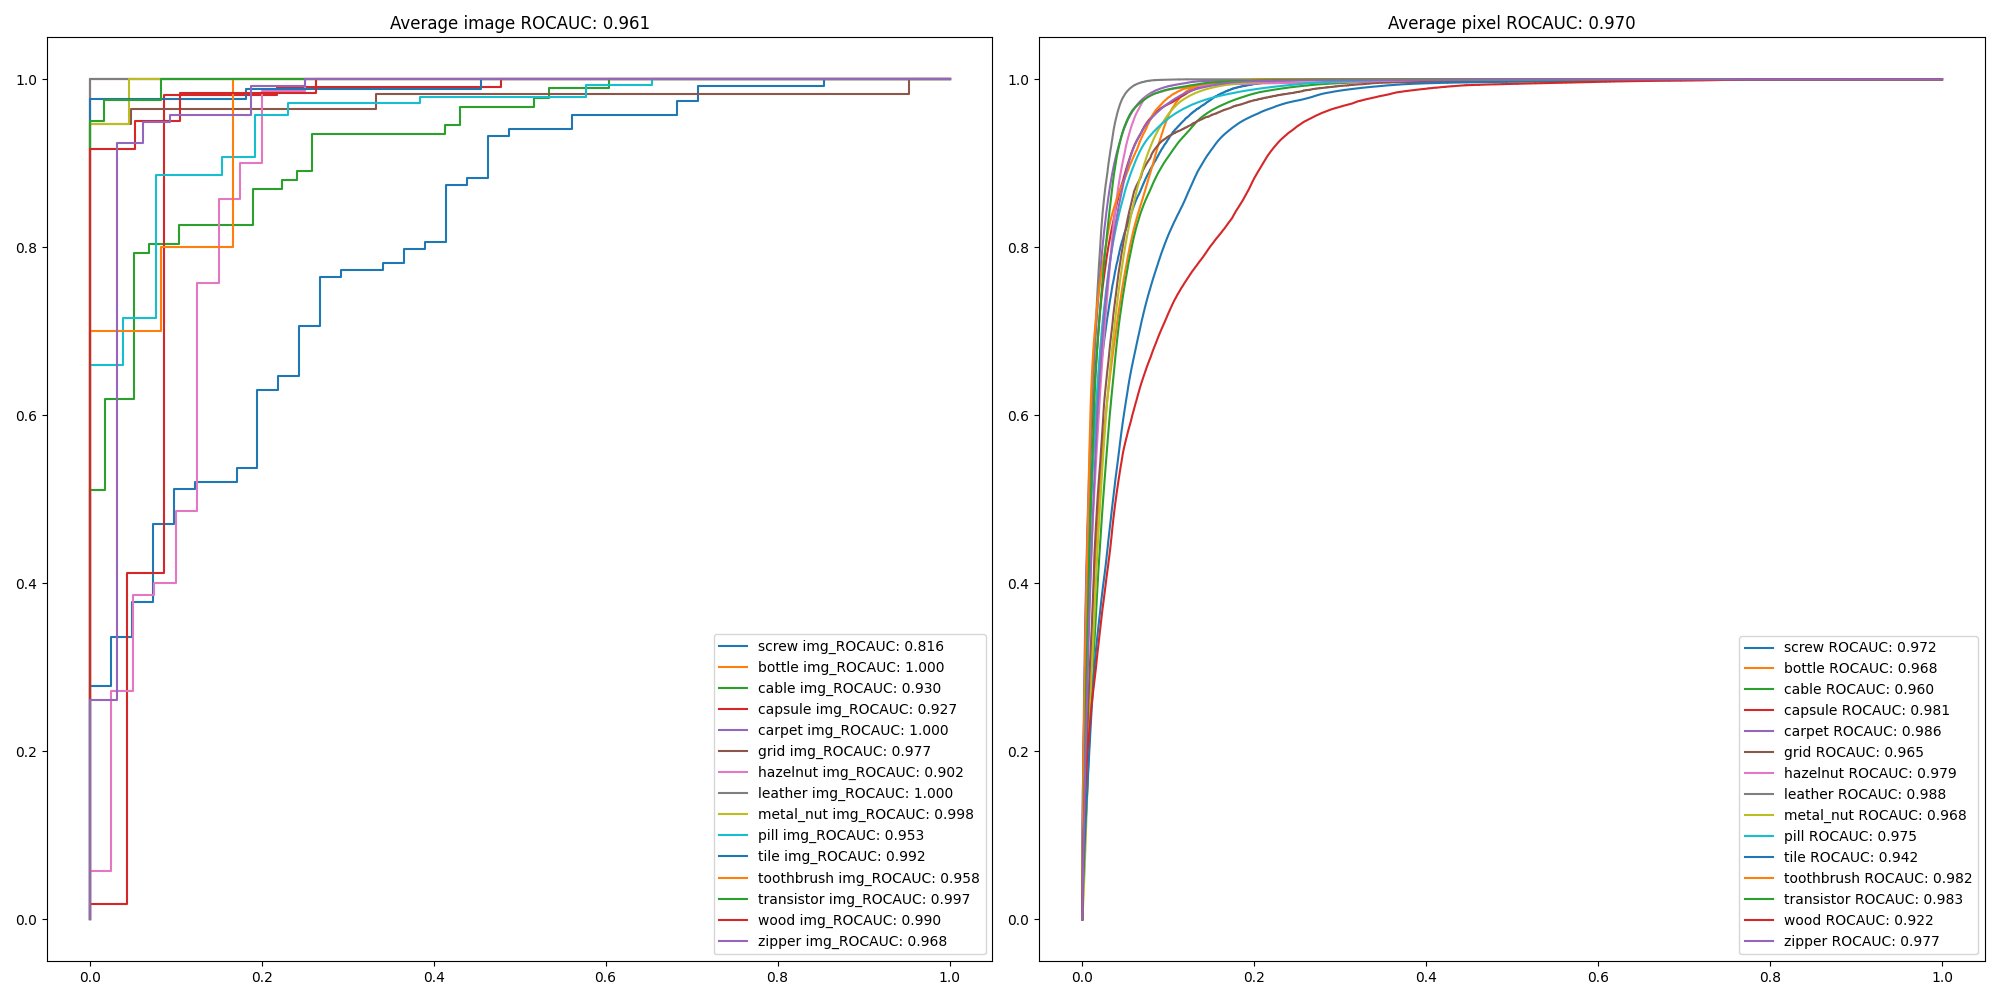 Average image ROCAUC: 0.961
1.0
0.8
0.6
0.4
0.2
0.0
0.0 0.2 0.4 0.6 0.8 1.0
screw img_ROCAUC: 0.816
bottle img_ROCAUC: 1.000
cable img_ROCAUC: 0.930
capsule img_ROCAUC: 0.927
carpet img_ROCAUC: 1.000
grid img_ROCAUC: 0.977
hazelnut img_ROCAUC: 0.902
leather img_ROCAUC: 1.000
metal_nut img_ROCAUC: 0.998
pill img_ROCAUC: 0.953
tile img_ROCAUC: 0.992
toothbrush img_ROCAUC: 0.958
transistor img_ROCAUC: 0.997
wood img_ROCAUC: 0.990
zipper img_ROCAUC: 0.968
Average pixel ROCAUC: 0.970
1.0
0.8
0.6
0.4
0.2
0.0
0.0 0.2 0.4 0.6 0.8 1.0
screw ROCAUC: 0.972
bottle ROCAUC: 0.968
cable ROCAUC: 0.960
capsule ROCAUC: 0.981
carpet ROCAUC: 0.986
grid ROCAUC: 0.965
hazelnut ROCAUC: 0.979
leather ROCAUC: 0.988
metal_nut ROCAUC: 0.968
pill ROCAUC: 0.975
tile ROCAUC: 0.942
toothbrush ROCAUC: 0.982
transistor ROCAUC: 0.983
wood ROCAUC: 0.922
zipper ROCAUC: 0.977